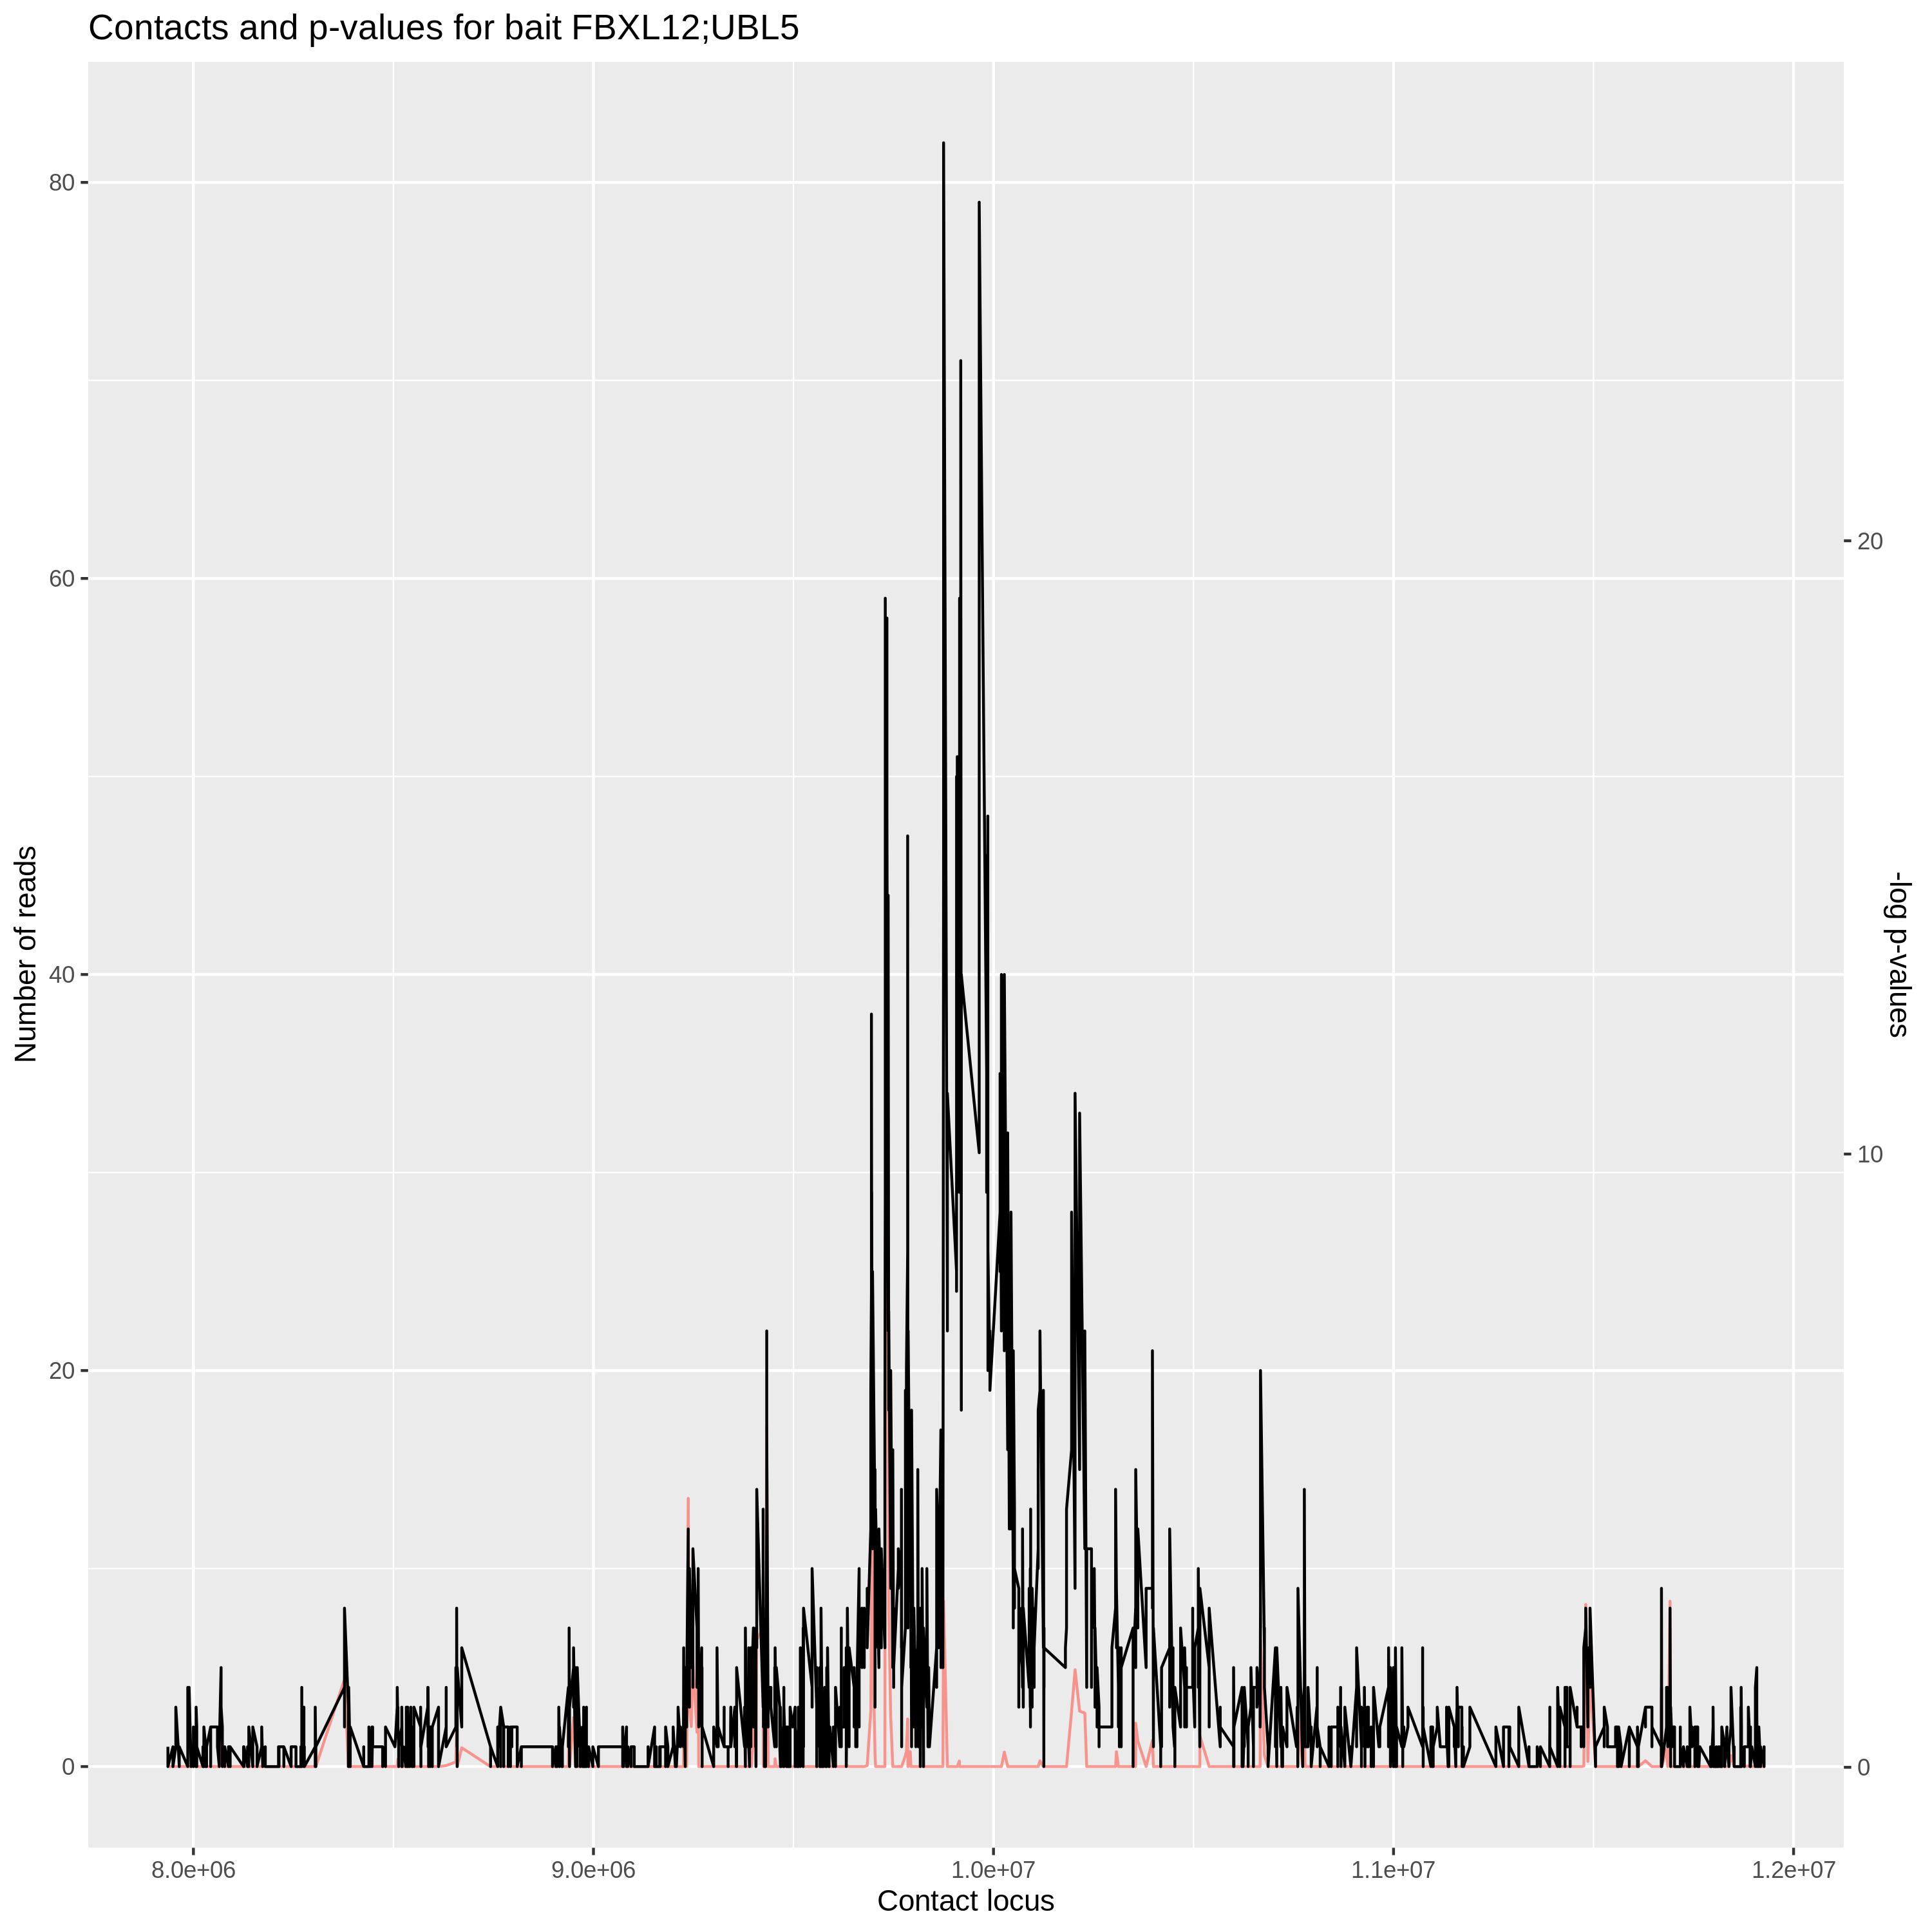 Contacts and p-values for bait FBXL12;UBL5
Number of reads
80
60
40
20
0
20
10
0
-log p-values
8.0e+06
9.0e+06
1.0e+07
1.1e+07
1.2e+07
Contact locus